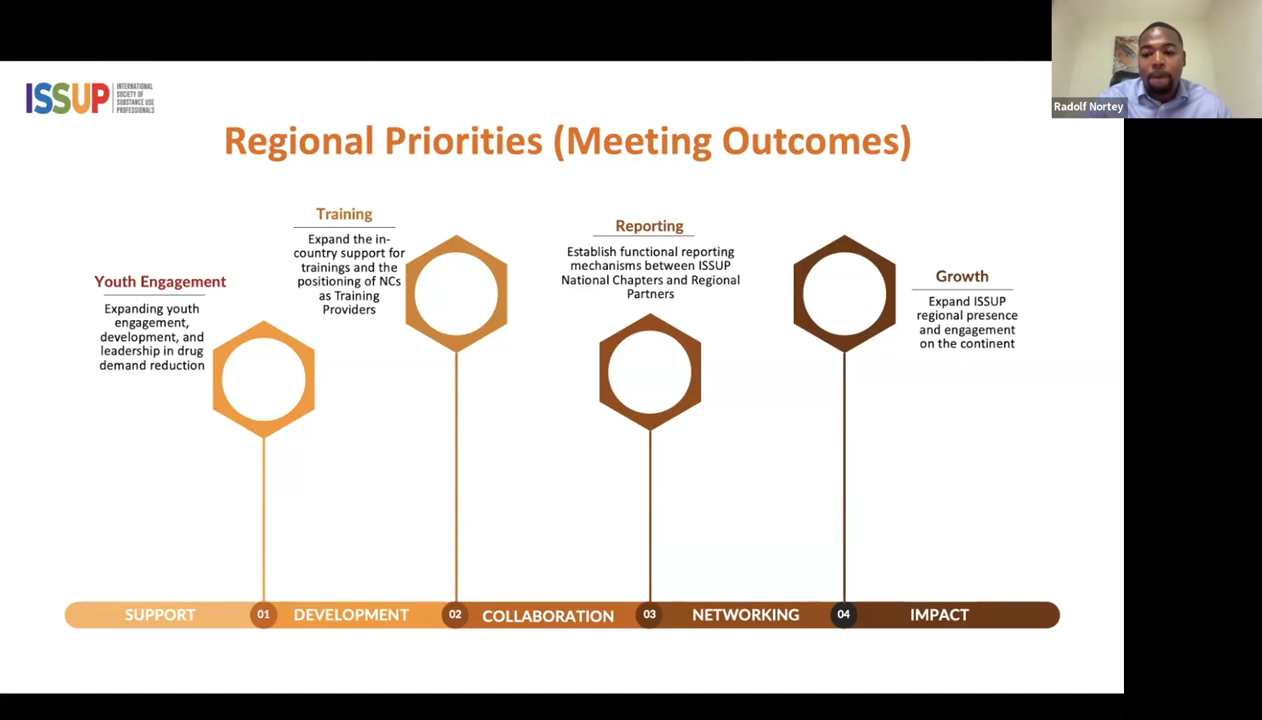 ISSUP
INTERNATIONAL
SOCIETY OF
SUBSTANCE USE
PROFESSIONALS
Radolf Nortey
Regional Priorities (Meeting Outcomes)
Youth Engagement
Expanding youth
engagement,
development, and
leadership in drug
demand reduction
Training
Expand the in-
country support for
trainings and the
positioning of NCs
as Training
Providers
Reporting
Establish functional reporting
mechanisms between ISSUP
National Chapters and Regional
Partners
Growth
Expand ISSUP
regional presence
and engagement
on the continent
SUPPORT 01 DEVELOPMENT 02 COLLABORATION 03 NETWORKING 04 IMPACT